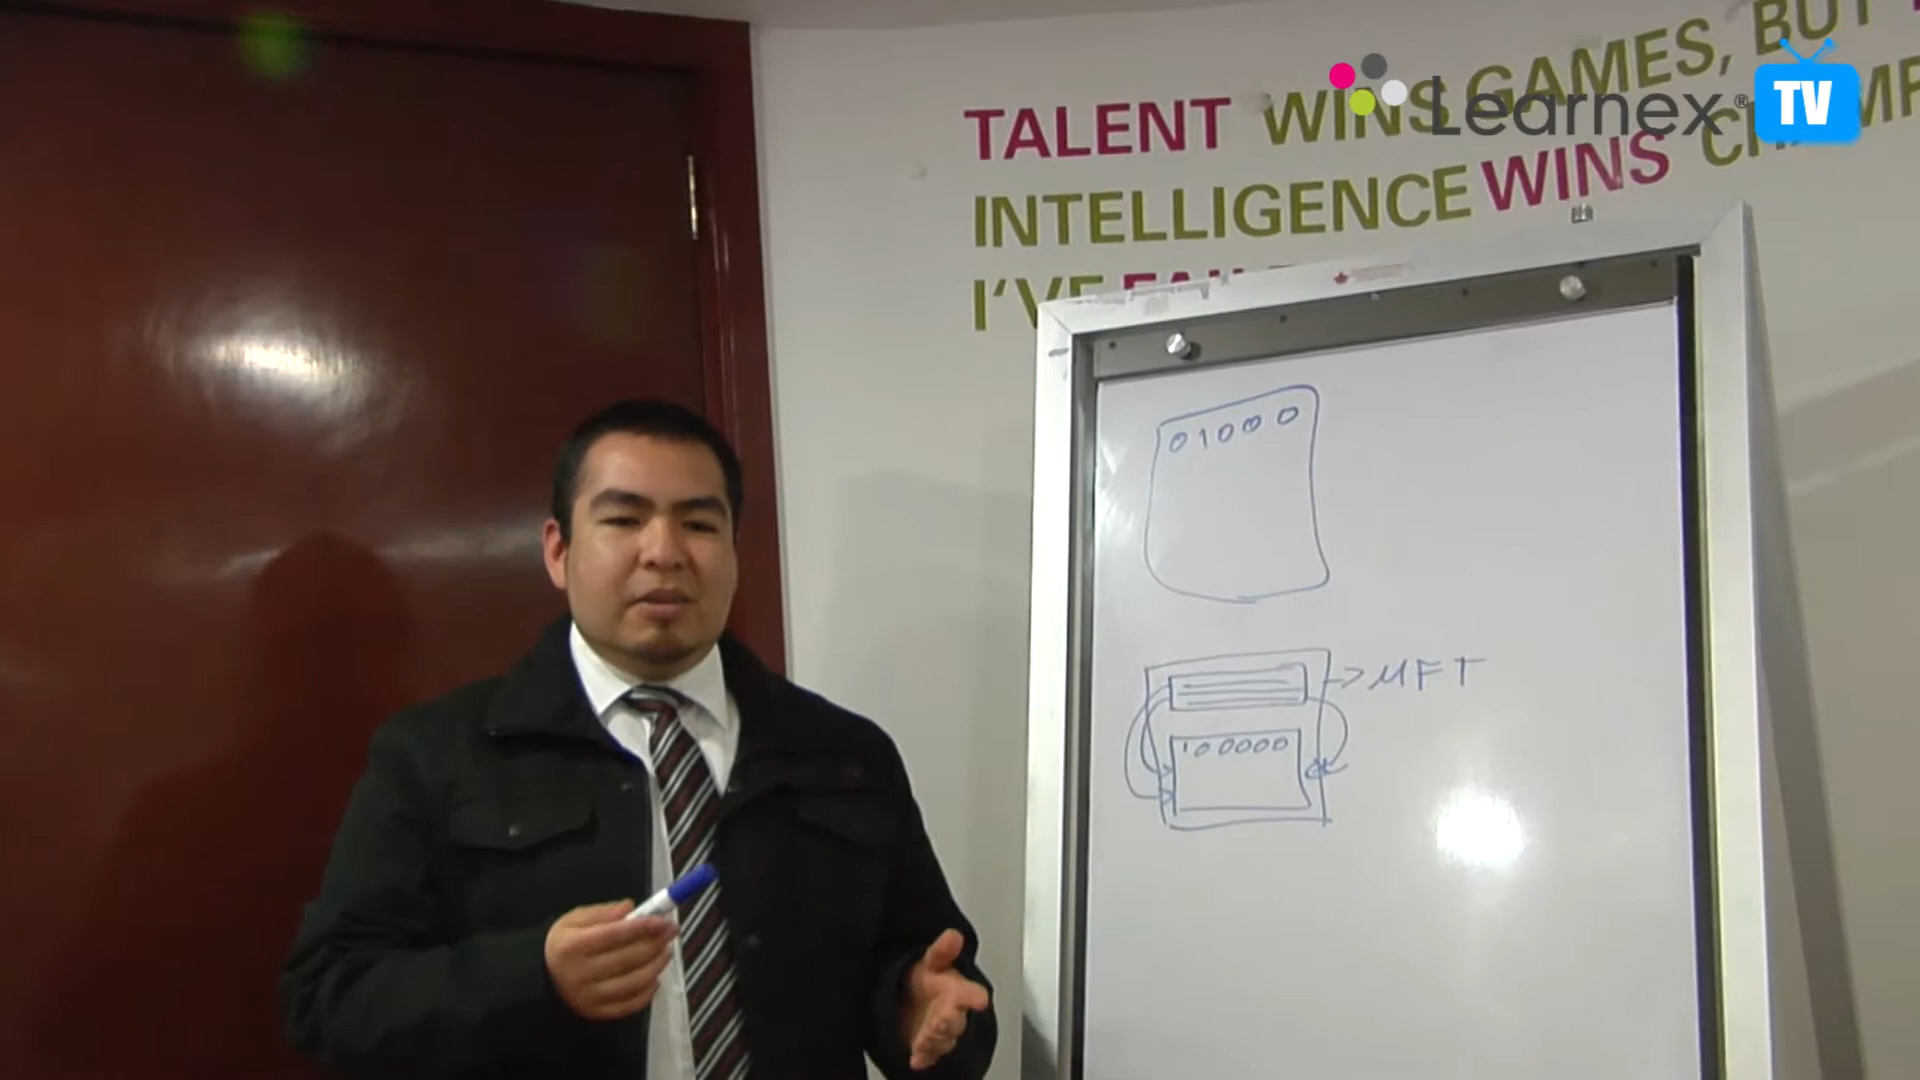 TALENT WINS GAMES, BUT
INTELLIGENCE WINS
I'VE
Learnex® TV
01000
→ MFT
100000